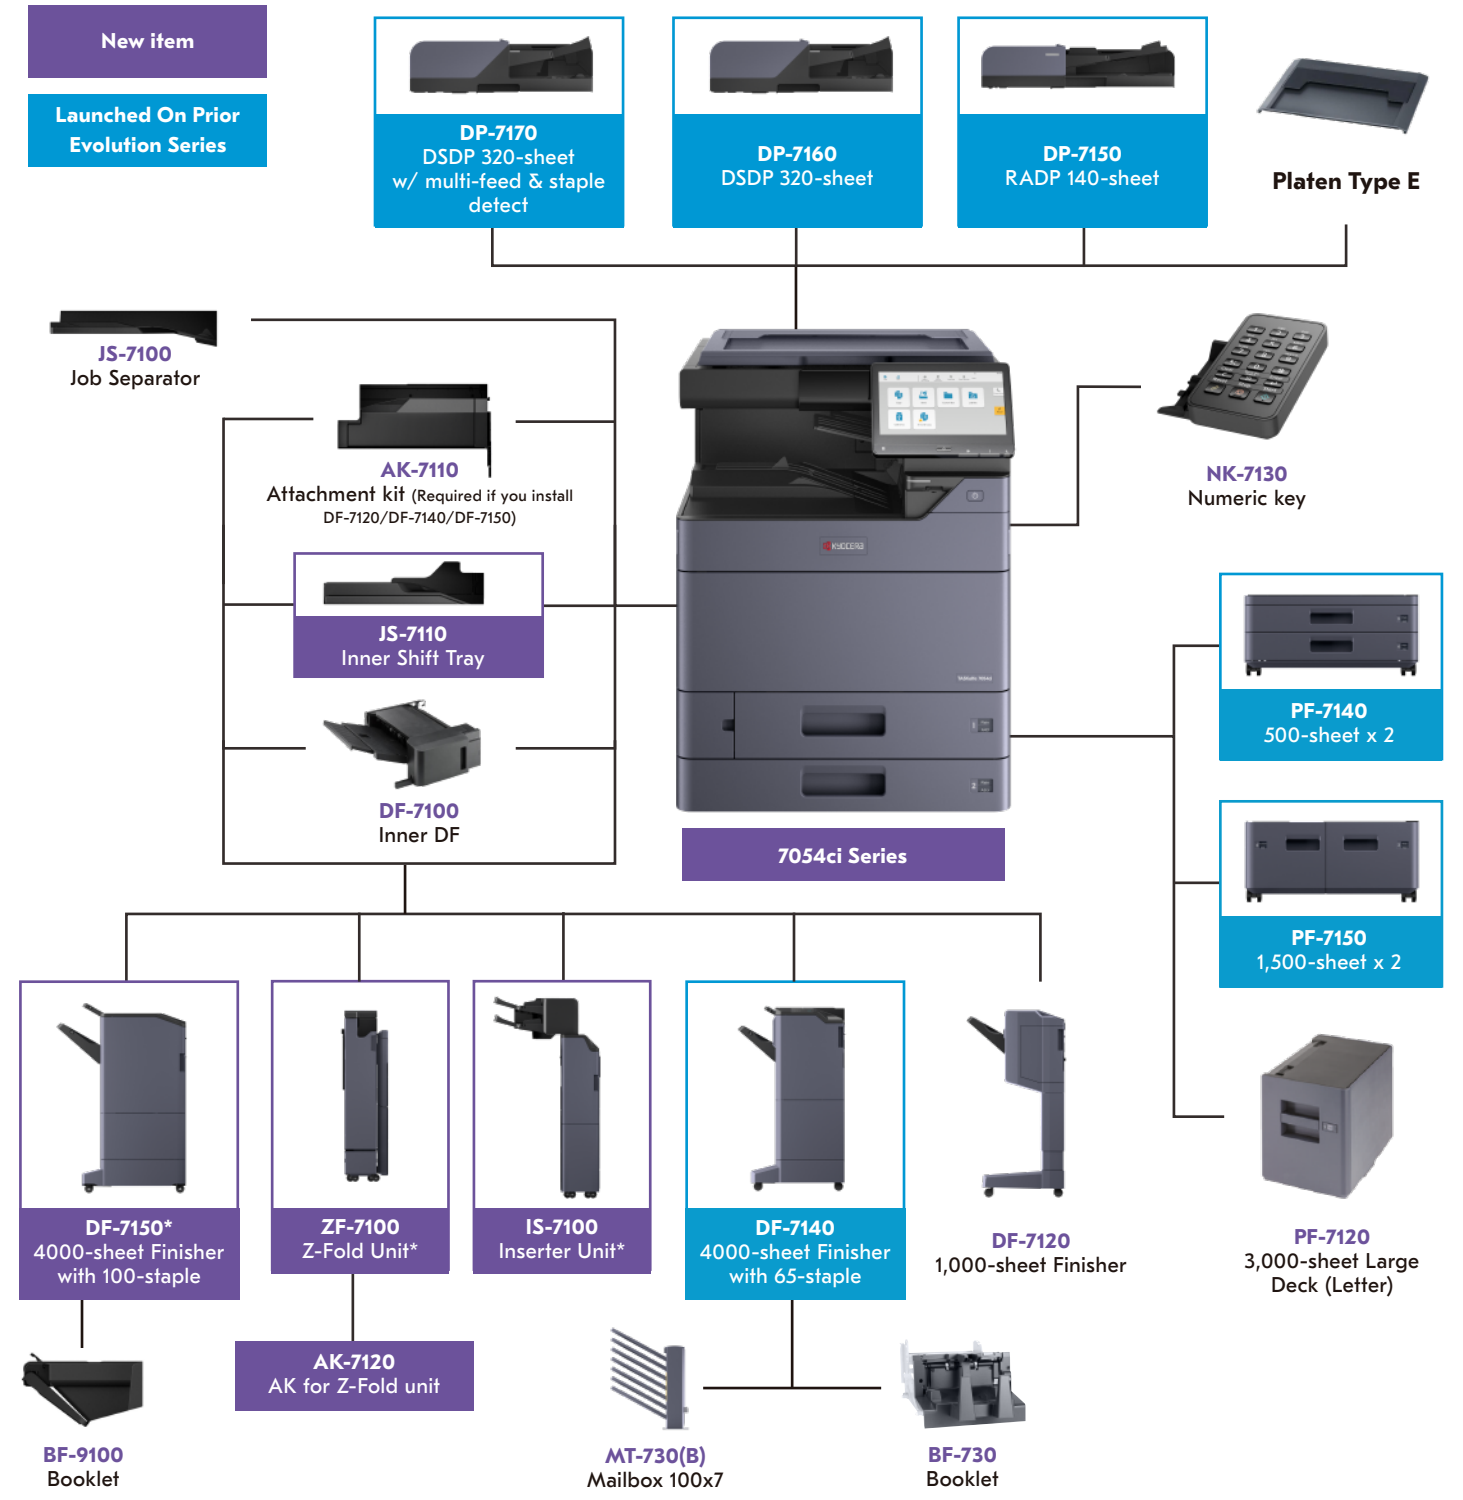 New item
Launched On Prior
Evolution Series
DP-7170
DSDP 320-sheet
w/ multi-feed & staple
detect
DP-7160
DSDP 320-sheet
DP-7150
RADP 140-sheet
Platen Type E
JS-7100
Job Separator
AK-7110
Attachment kit (Required if you install
DF-7120/DF-7140/DF-7150)
NK-7130
Numeric key
KYOCERA
JS-7110
Inner Shift Tray
DF-7100
Inner DF
7054ci Series
PF-7140
500-sheet x 2
PF-7150
1,500-sheet x 2
DF-7150*
4000-sheet Finisher
with 100-staple
ZF-7100
Z-Fold Unit*
IS-7100
Inserter Unit*
DF-7140
4000-sheet Finisher
with 65-staple
DF-7120
1,000-sheet Finisher
PF-7120
3,000-sheet Large
Deck (Letter)
AK-7120
AK for Z-Fold unit
BF-9100
Booklet
MT-730(B)
Mailbox 100x7
BF-730
Booklet